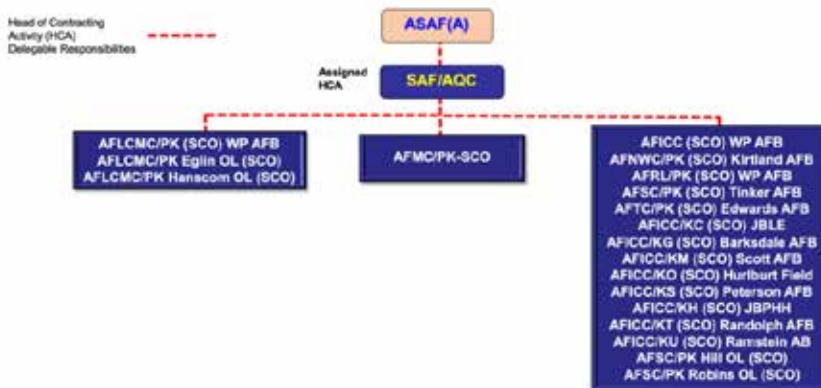 Head of Contracting
Activity (HCA)
Delegable Responsibilities
ASAF(A)
Assigned
HCA
SAF/AQC
AFLCMC/PK (SCO) WP AFB
AFLCMC/PK Eglin OL (SCO)
AFLCMC/PK Hanscom OL (SCO)
AFMC/PK-SCO
AFICC (SCO) WP AFB
AFNWC/PK (SCO) Kirtland AFB
AFRL/PK (SCO) WP AFB
AFSC/PK (SCO) Tinker AFB
AFTC/PK (SCO) Edwards AFB
AFICC/KC (SCO) JBLE
AFICC/KG (SCO) Barksdale AFB
AFICC/KM (SCO) Scott AFB
AFICC/KO (SCO) Hurlburt Field
AFICC/KS (SCO) Peterson AFB
AFICC/KH (SCO) JBPHH
AFICC/KT (SCO) Randolph AFB
AFICC/KU (SCO) Ramstein AB
AFSC/PK Hill OL (SCO)
AFSC/PK Robins OL (SCO)